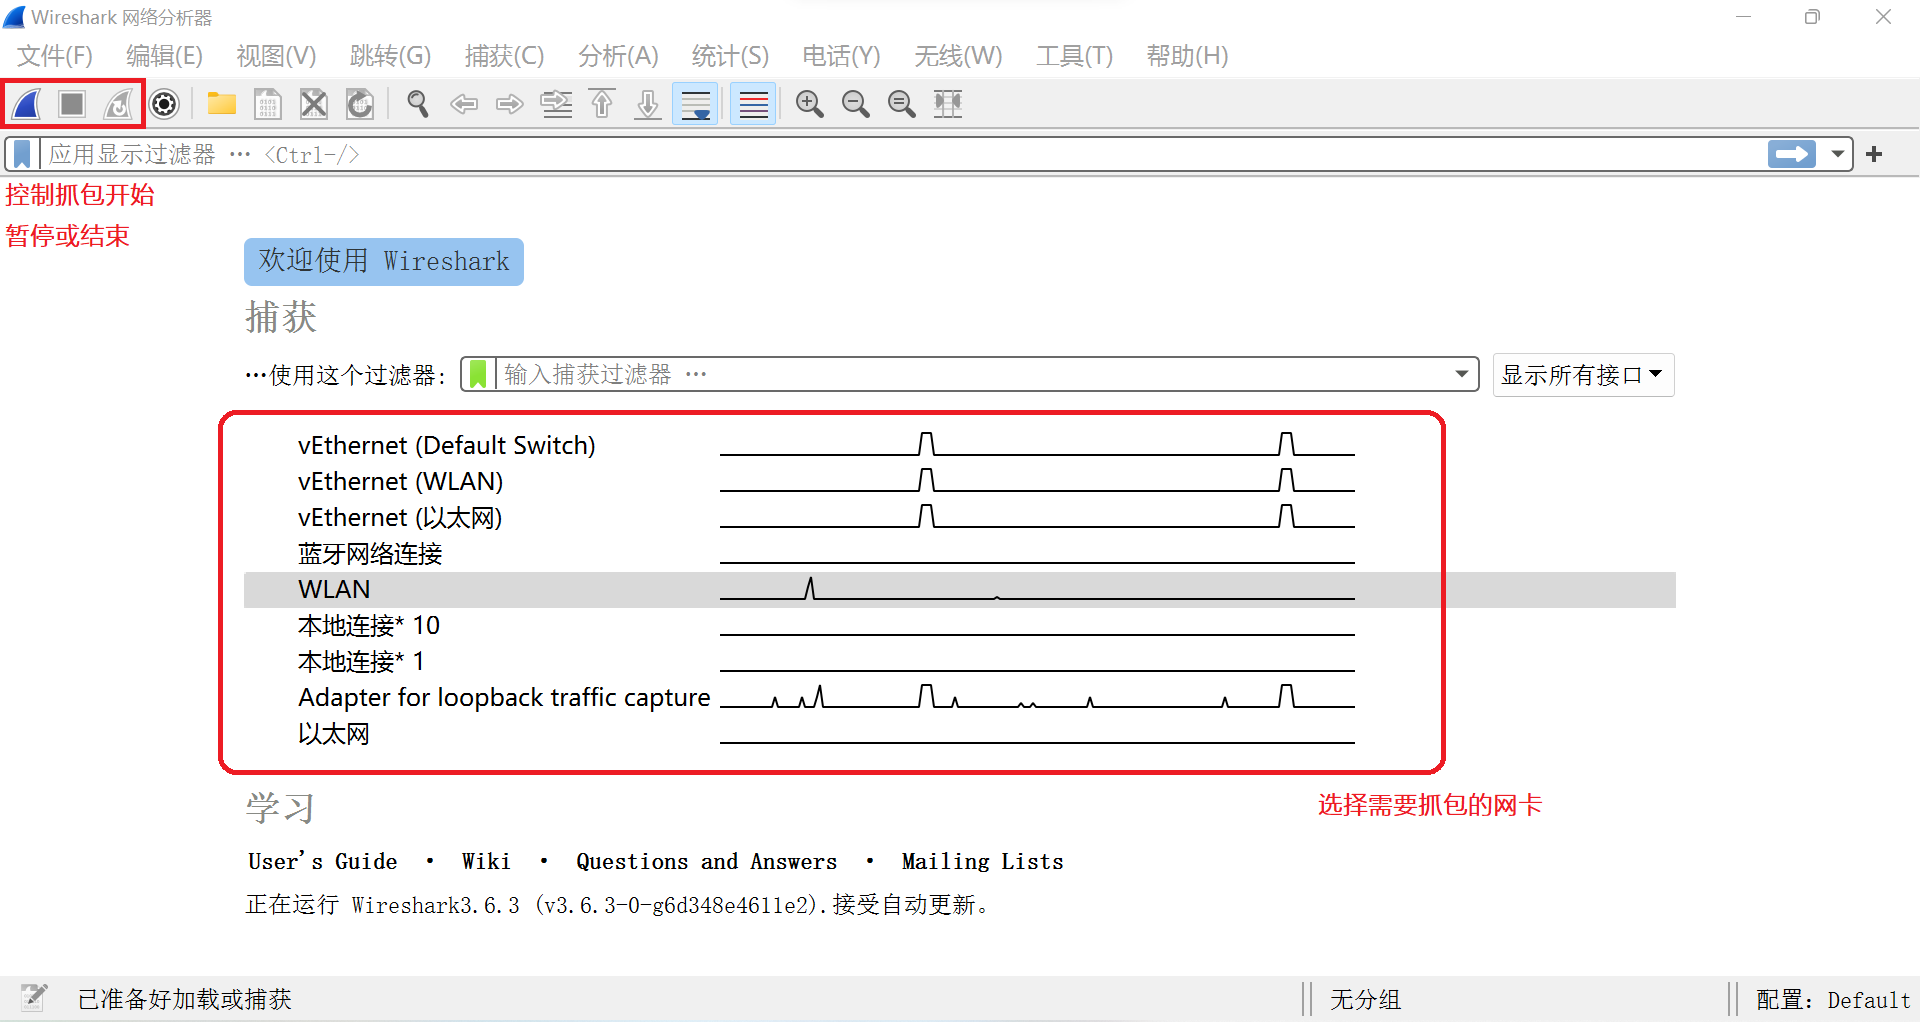 Wireshark 网络分析器
文件(F) 编辑(E) 视图(V) 跳转(G) 捕获(C) 分析(A) 统计(S) 电话(Y) 无线(W) 工具(T) 帮助(H)
应用显示过滤器 … <Ctrl-/>
控制抓包开始
暂停或结束
欢迎使用 Wireshark
捕获
…使用这个过滤器: 输入捕获过滤器 … 显示所有接口
vEthernet (Default Switch)
vEthernet (WLAN)
vEthernet (以太网)
蓝牙网络连接
WLAN
本地连接* 10
本地连接* 1
Adapter for loopback traffic capture
以太网
学习
选择需要抓包的网卡
User's Guide · Wiki · Questions and Answers · Mailing Lists
正在运行 Wireshark3.6.3 (v3.6.3-0-g6d348e4611e2).接受自动更新。
已准备好加载或捕获 无分组 配置: Default